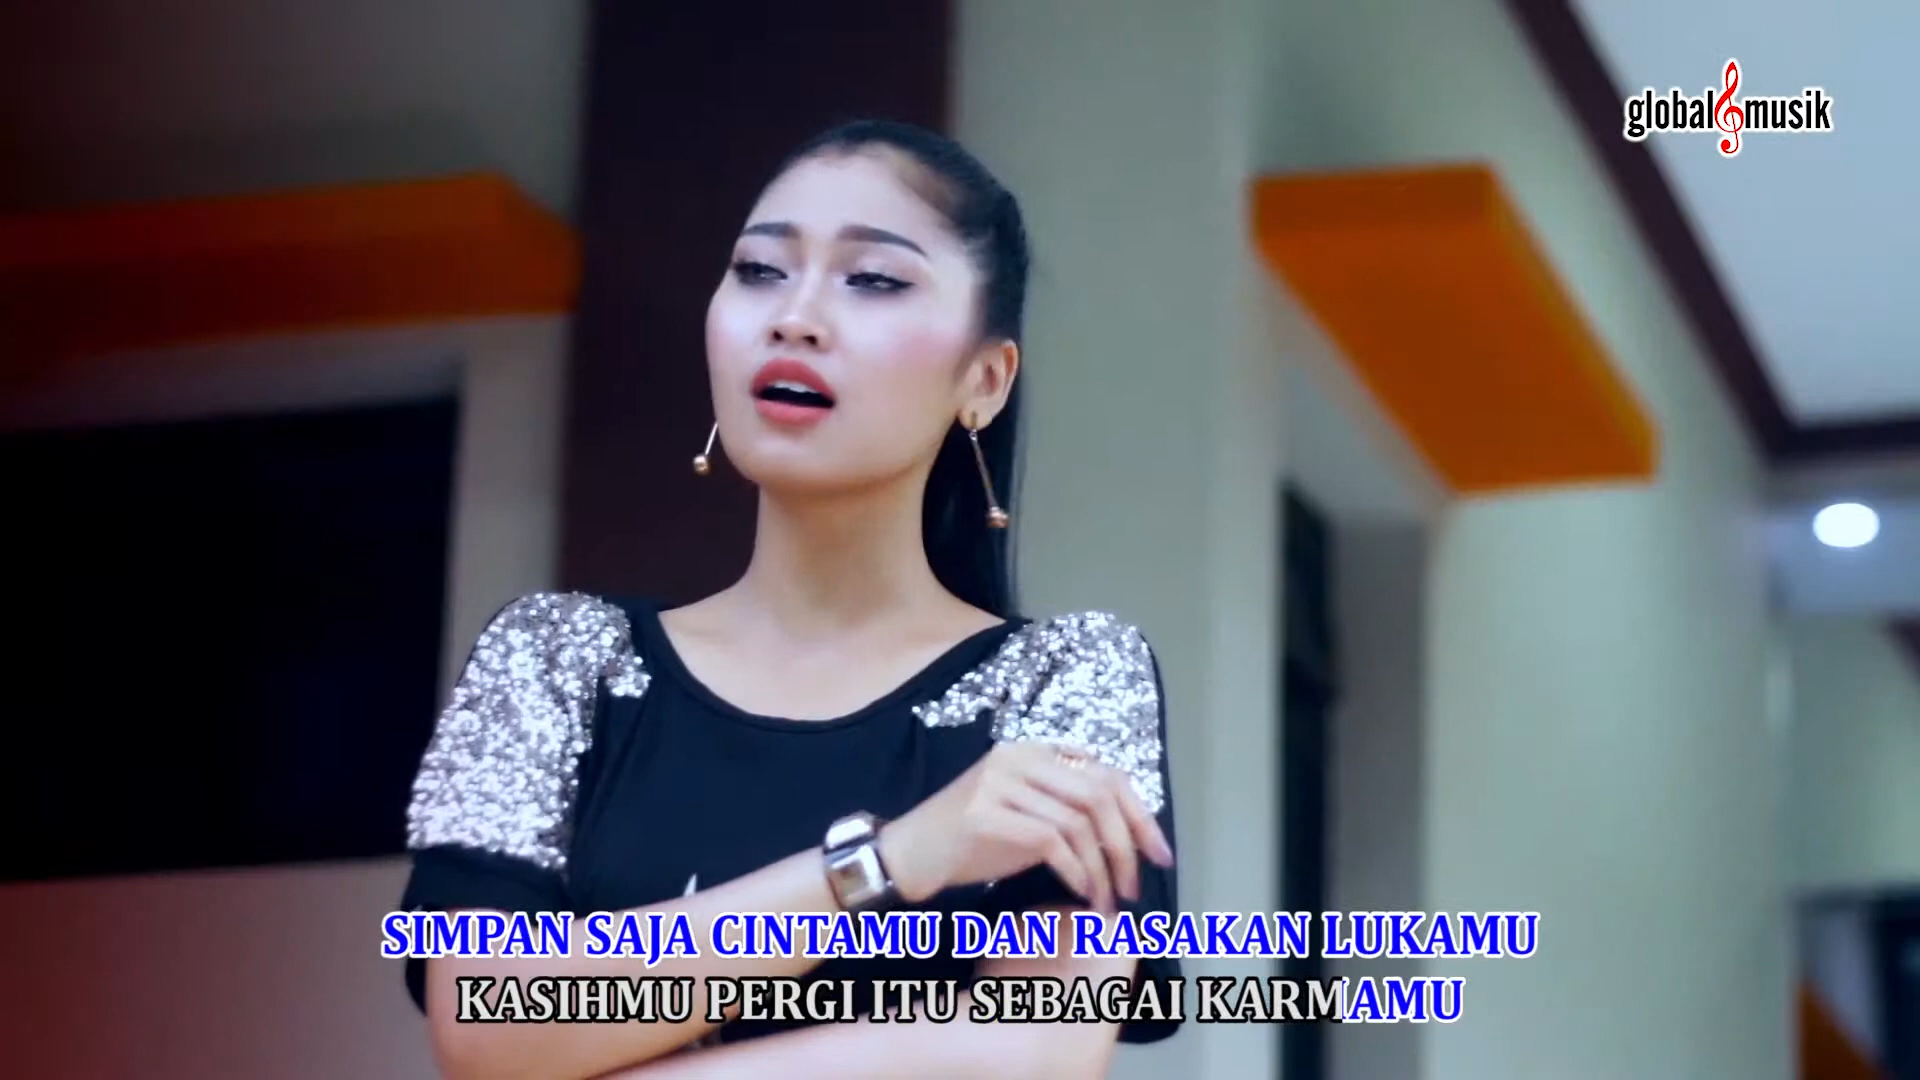 global musik
SIMPAN SAJA CINTAMU DAN RASAKAN LUKAMU
KASIHMU PERGI ITU SEBAGAI KARMAMU